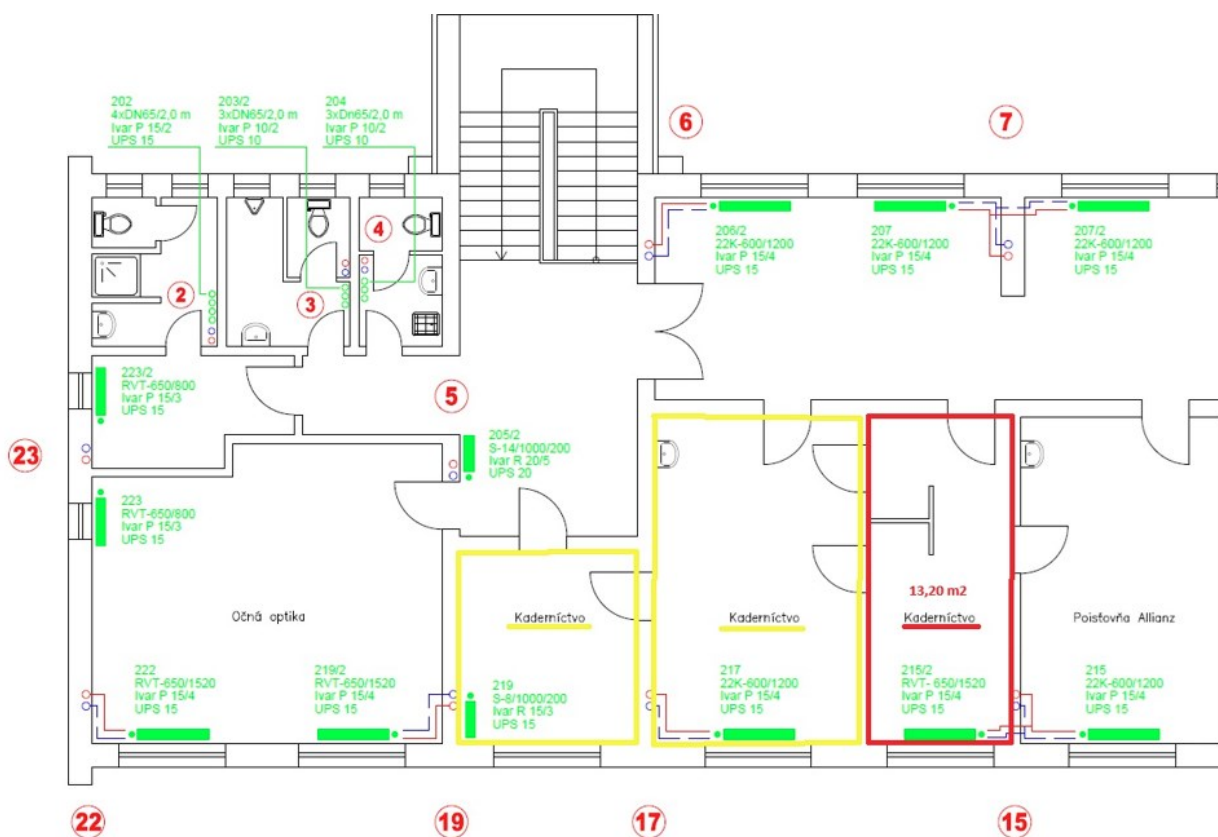 202
4xDN65/2,0 m
Ivar P 15/2
UPS 15
203/2
3xDN65/2,0 m
Ivar P 10/2
UPS 10
204
3xDn65/2,0 m
Ivar P 10/2
UPS 10
6
7
4
206/2
22K-600/1200
Ivar P 15/4
UPS 15
207
22K-600/1200
Ivar P 15/4
UPS 15
207/2
22K-600/1200
Ivar P 15/4
UPS 15
2
3
223/2
RVT-650/800
Ivar P 15/3
UPS 15
5
23
205/2
S-14/1000/200
Ivar R 20/5
UPS 20
223
RVT-650/800
Ivar P 15/3
UPS 15
13,20 m2
Očná optika
Kaderníctvo
Kaderníctvo
Kaderníctvo
Poisťovňa Allianz
222
RVT-650/1520
Ivar P 15/4
UPS 15
219/2
RVT-650/1520
Ivar P 15/4
UPS 15
219
S-8/1000/200
Ivar R 15/3
UPS 15
217
22K-600/1200
Ivar P 15/4
UPS 15
215/2
RVT- 650/1520
Ivar P 15/4
UPS 15
215
22K-600/1200
Ivar P 15/4
UPS 15
22
19
17
15